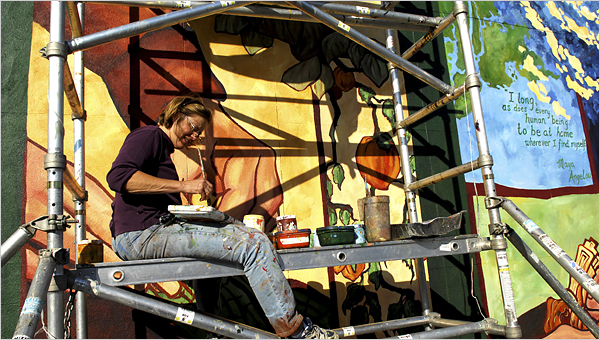 I long,
as does every
human being
to be at home
wherever I find myself
Maya
Angelou